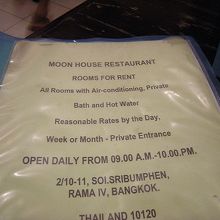 MOON HOUSE RESTAURANT
ROOMS FOR RENT
All Rooms with Air-conditioning, Private
Bath and Hot Water
Reasonable Rates by the Day,
Week or Month - Private Entrance
OPEN DAILY FROM 09.00 A.M-10.00 PM.
2/10-11, SOI.SRIBUMPHEN,
RAMA IV, BANGKOK.
THAILAND 10120